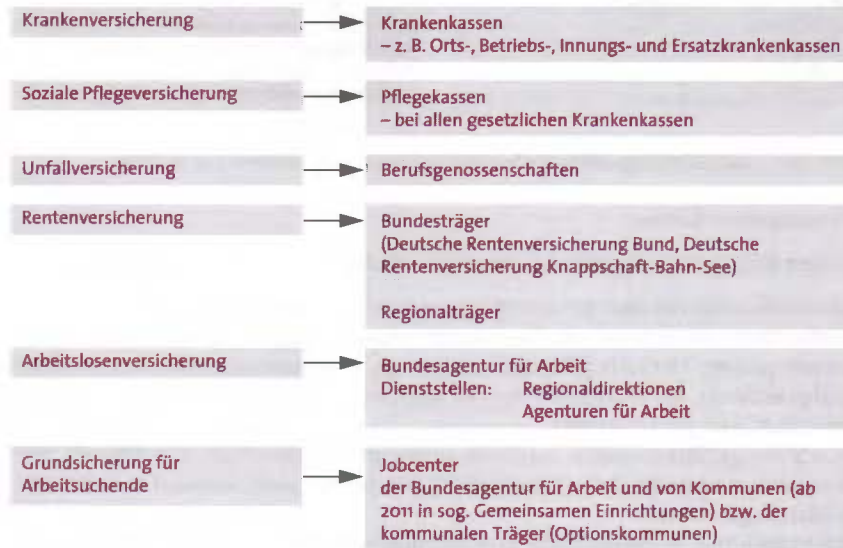 Krankenversicherung
Krankenkassen
– z. B. Orts-, Betriebs-, Innungs- und Ersatzkrankenkassen
Soziale Pflegeversicherung
Pflegekassen
– bei allen gesetzlichen Krankenkassen
Unfallversicherung
Berufsgenossenschaften
Rentenversicherung
Bundesträger
(Deutsche Rentenversicherung Bund, Deutsche
Rentenversicherung Knappschaft-Bahn-See)
Regionalträger
Arbeitslosenversicherung
Bundesagentur für Arbeit
Dienststellen: Regionaldirektionen
Agenturen für Arbeit
Grundsicherung für
Arbeitsuchende
Jobcenter
der Bundesagentur für Arbeit und von Kommunen (ab
2011 in sog. Gemeinsamen Einrichtungen) bzw. der
kommunalen Träger (Optionskommunen)